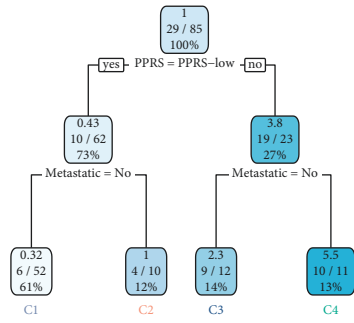 1
29 / 85
100%
yes PPRS = PPRS−low no
0.43
10 / 62
73%
3.8
19 / 23
27%
Metastatic = No
Metastatic = No
0.32
6 / 52
61%
1
4 / 10
12%
2.3
9 / 12
14%
5.5
10 / 11
13%
C1
C2
C3
C4